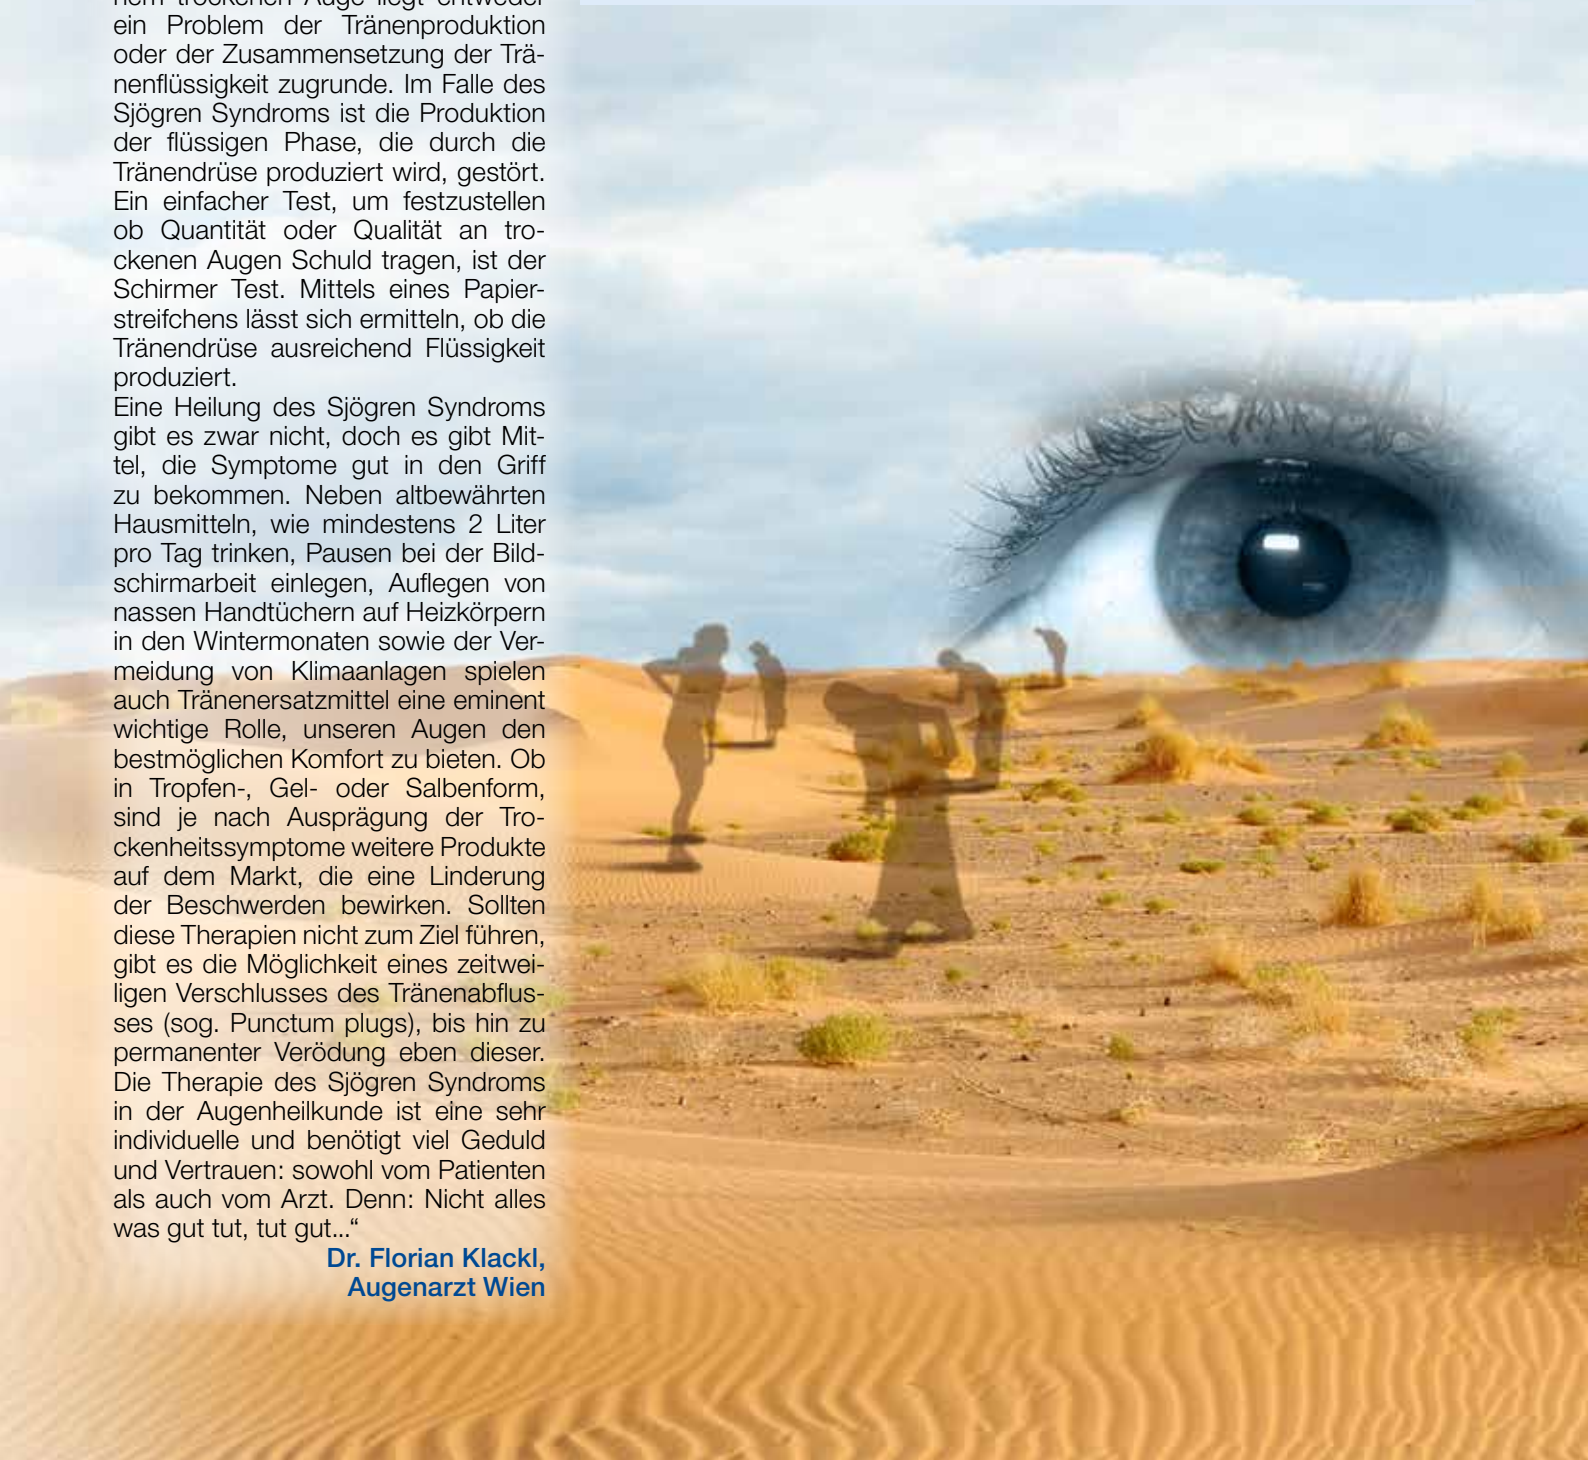 nem trockenen Auge liegt entweder
ein Problem der Tränenproduktion
oder der Zusammensetzung der Trä-
nenflüssigkeit zugrunde. Im Falle des
Sjögren Syndroms ist die Produktion
der flüssigen Phase, die durch die
Tränendrüse produziert wird, gestört.
Ein einfacher Test, um festzustellen
ob Quantität oder Qualität an tro-
ckenen Augen Schuld tragen, ist der
Schirmer Test. Mittels eines Papier-
streifchens lässt sich ermitteln, ob die
Tränendrüse ausreichend Flüssigkeit
produziert.
Eine Heilung des Sjögren Syndroms
gibt es zwar nicht, doch es gibt Mit-
tel, die Symptome gut in den Griff
zu bekommen. Neben altbewährten
Hausmitteln, wie mindestens 2 Liter
pro Tag trinken, Pausen bei der Bild-
schirmarbeit einlegen, Auflegen von
nassen Handtüchern auf Heizkörpern
in den Wintermonaten sowie der Ver-
meidung von Klimaanlagen spielen
auch Tränenersatzmittel eine eminent
wichtige Rolle, unseren Augen den
bestmöglichen Komfort zu bieten. Ob
in Tropfen-, Gel- oder Salbenform,
sind je nach Ausprägung der Tro-
ckenheitssymptome weitere Produkte
auf dem Markt, die eine Linderung
der Beschwerden bewirken. Sollten
diese Therapien nicht zum Ziel führen,
gibt es die Möglichkeit eines zeitwei-
ligen Verschlusses des Tränenabflus-
ses (sog. Punctum plugs), bis hin zu
permanenter Verödung eben dieser.
Die Therapie des Sjögren Syndroms
in der Augenheilkunde ist eine sehr
individuelle und benötigt viel Geduld
und Vertrauen: sowohl vom Patienten
als auch vom Arzt. Denn: Nicht alles
was gut tut, tut gut...“
Dr. Florian Klackl,
Augenarzt Wien